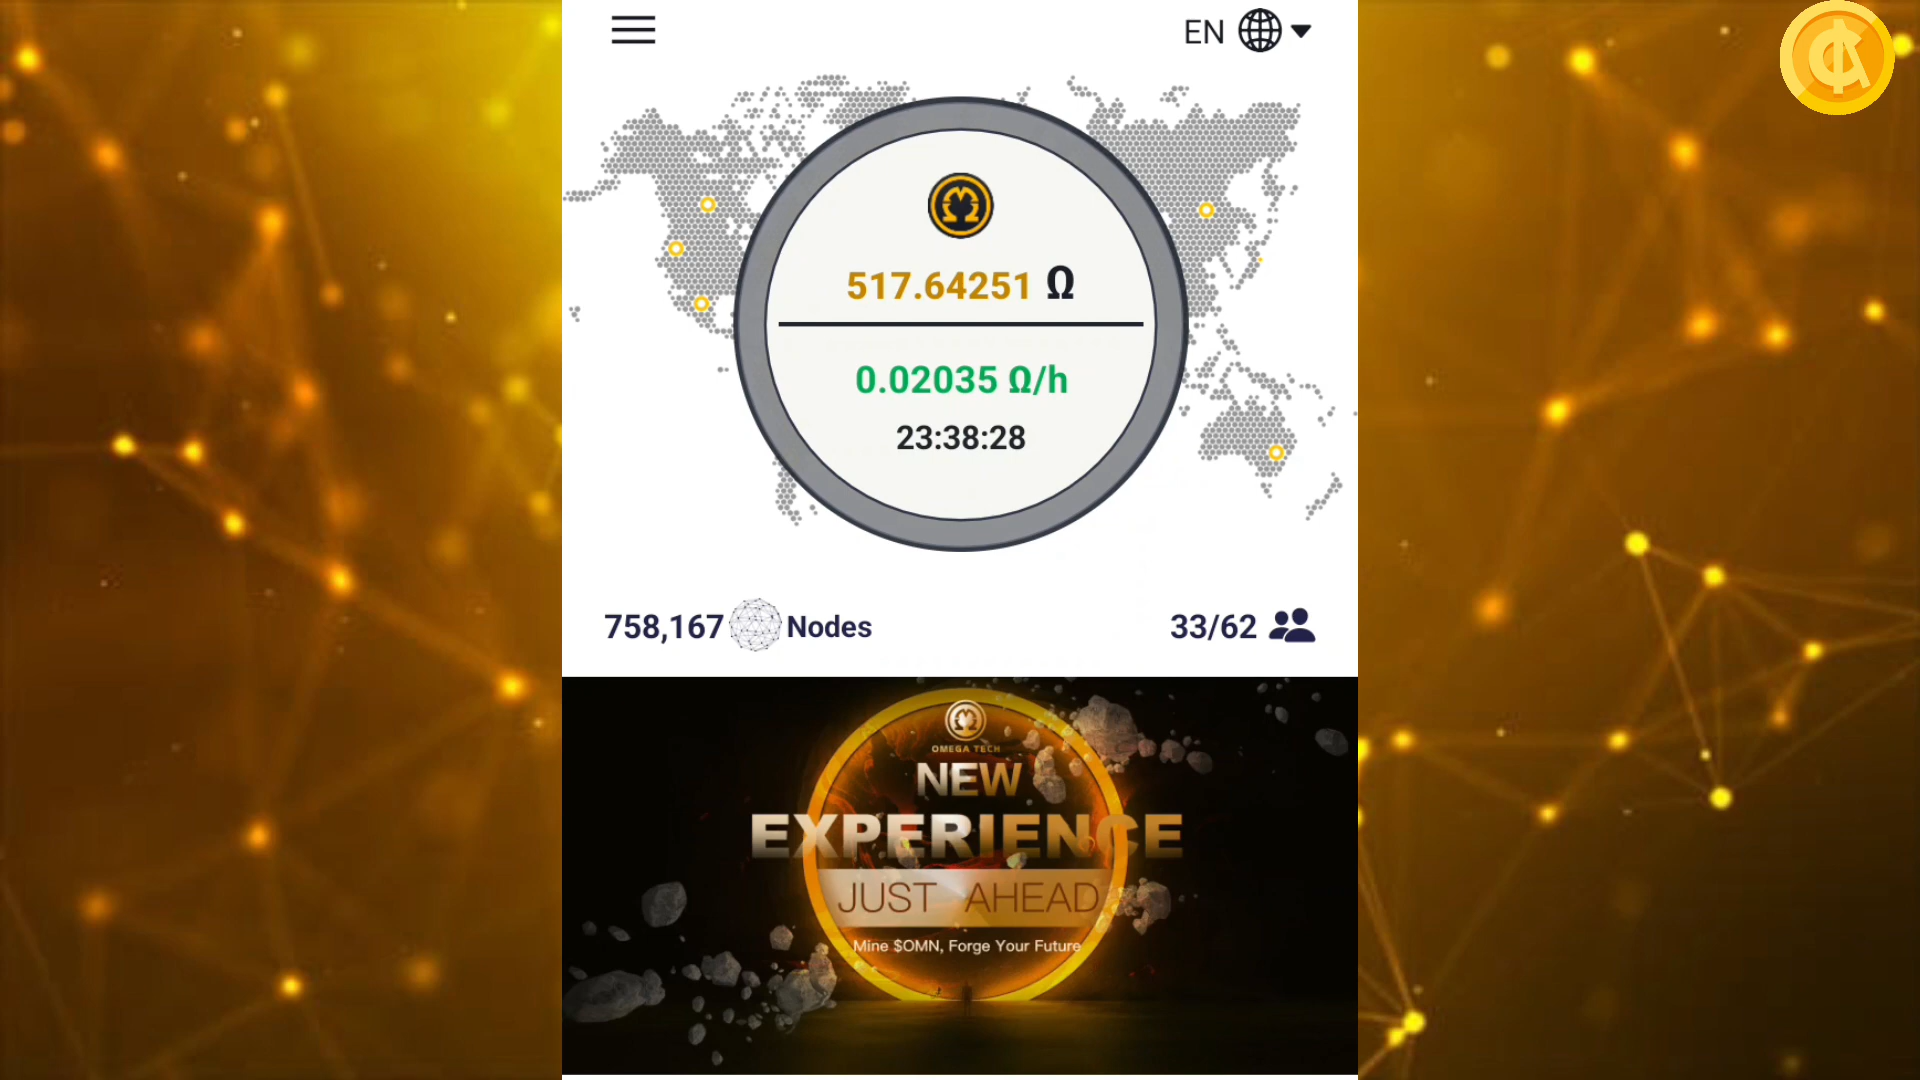 EN
517.64251 Ω
0.02035 Ω/h
23:38:28
758,167 Nodes
33/62
OMEGA TECH
NEW
EXPERIENCE
JUST AHEAD
Mine $OMN, Forge Your Future